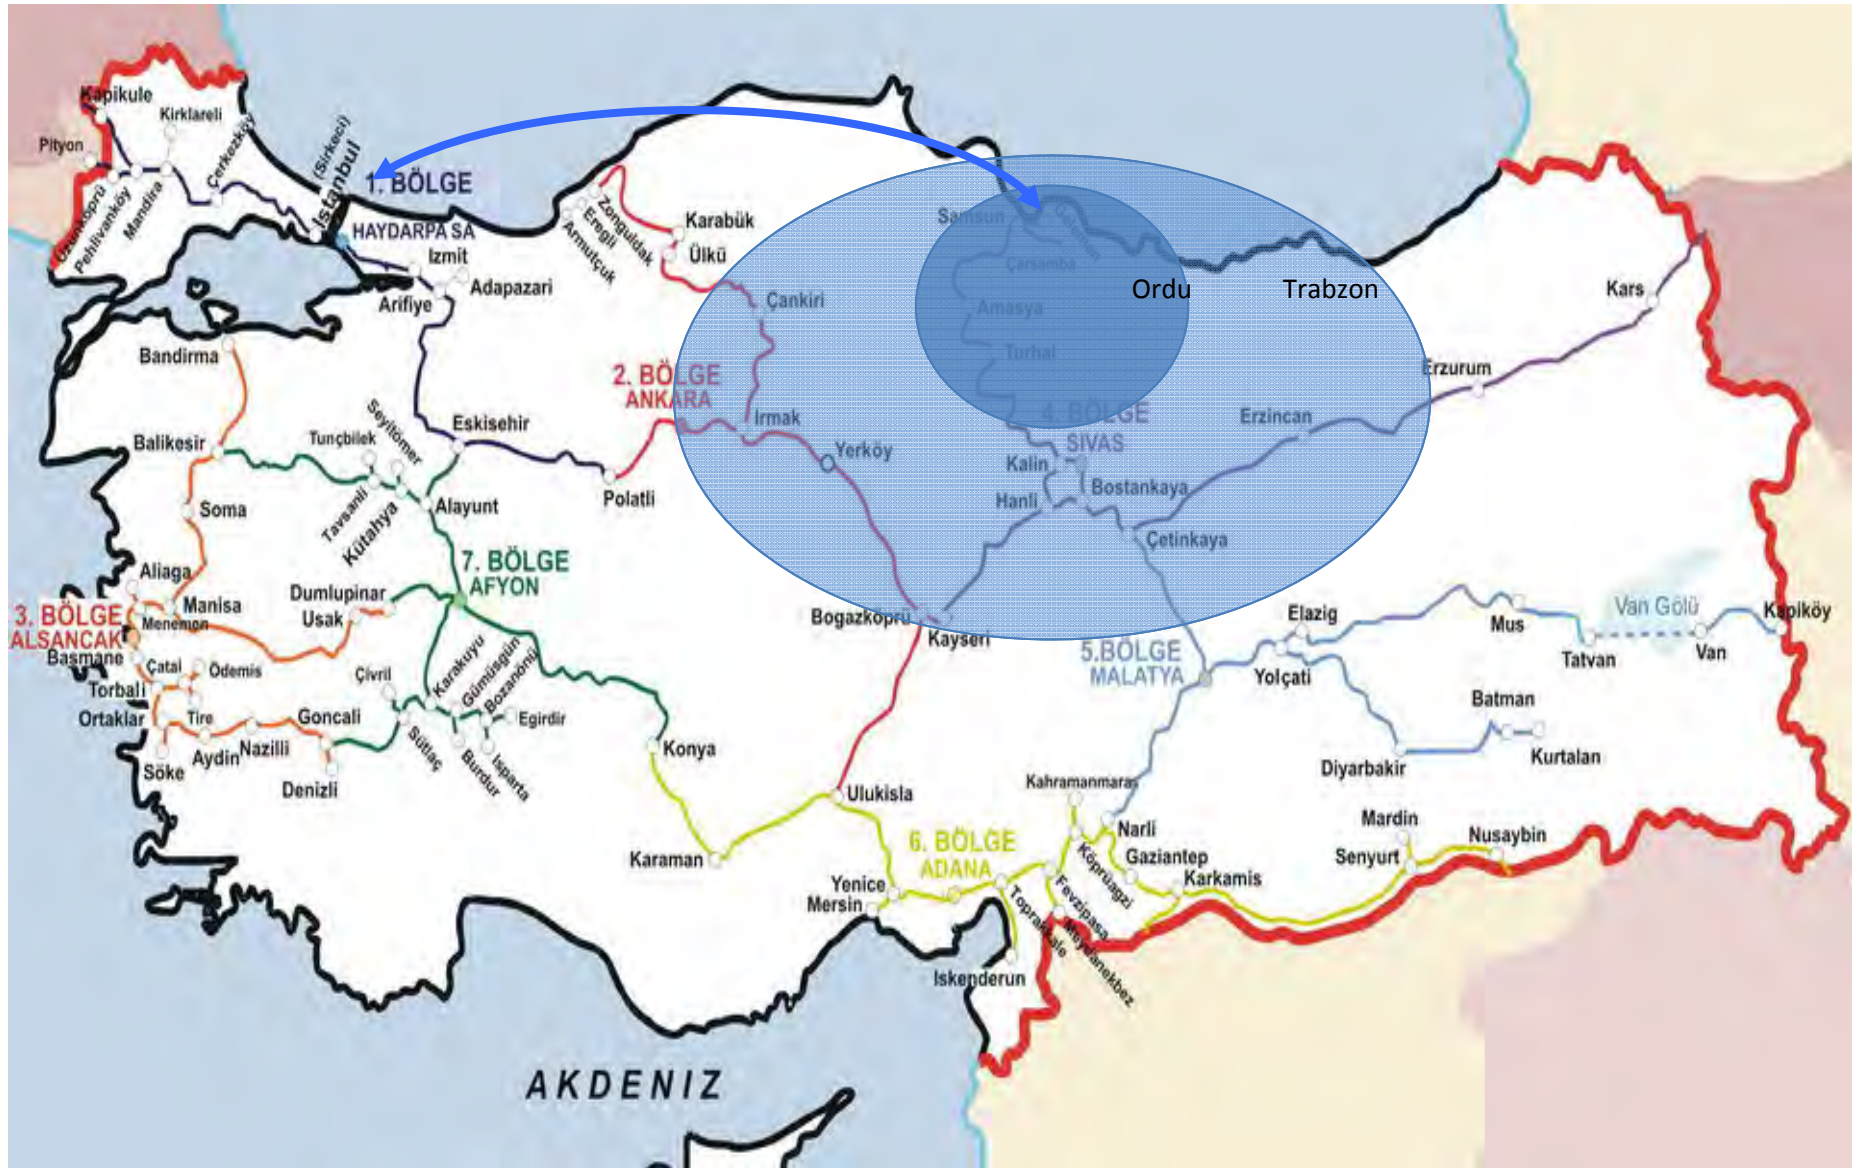 Kapikule
Kirklareli
Pityon
Çerkezköy
(Sirkeci)
Istanbul
1. BÖLGE
HAYDARPA SA
Uzunköprü
Pehlivanköy
Mandira
Izmit
Adapazari
Arifiye
Zonguldak
Eregli
Armutçuk
Karabük
Ülkü
Çankiri
Samsun
Gelemen
Çarsamba
Ordu
Trabzon
Amasya
Turhal
Kars
Erzurum
Erzincan
Bandirma
2. BÖLGE
ANKARA
Irmak
Yerköy
4. BÖLGE
SIVAS
Kalin
Hanli
Bostankaya
Çetinkaya
Balikesir
Tunçbilek
Seyitömer
Eskisehir
Polatli
Soma
Tavsanli
Kütahya
Alayunt
7. BÖLGE
AFYON
Aliaga
Manisa
Menemen
3. BÖLGE
ALSANCAK
Basmane
Dumlupinar
Usak
Bogazköprü
Kayseri
Elazig
Mus
Van Gölü
Kapiköy
Tatvan
Van
5.BÖLGE
MALATYA
Yolçati
Batman
Kurtalan
Diyarbakir
Çatal
Ödemis
Torbali
Ortaklar
Tire
Söke
Aydin
Nazilli
Goncali
Denizli
Çivril
Karakuyu
Gümüsgün
Bozanönü
Egirdir
Sütlaç
Burdur
Isparta
Konya
Ulukisla
Karaman
Kahramanmaras
Narli
Köprüagzi
Gaziantep
Karkamis
Mardin
Senyurt
Nusaybin
6. BÖLGE
ADANA
Yenice
Mersin
Toprakkale
Fevzipasa
Meydanekbez
Iskenderun
AKDENIZ